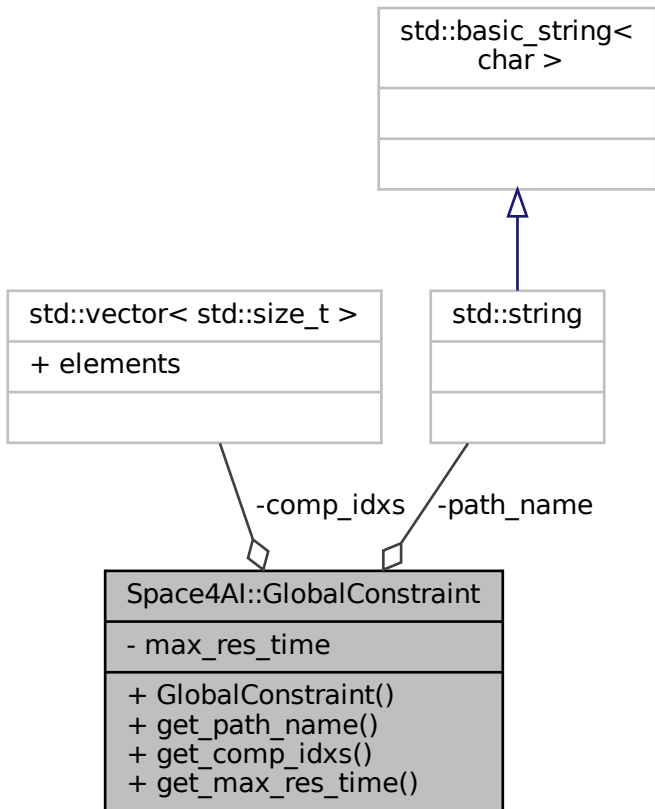 std::basic_string<
char >
std::vector< std::size_t >
+ elements
std::string
-comp_idxs
-path_name
Space4AI::GlobalConstraint
- max_res_time
+ GlobalConstraint()
+ get_path_name()
+ get_comp_idxs()
+ get_max_res_time()